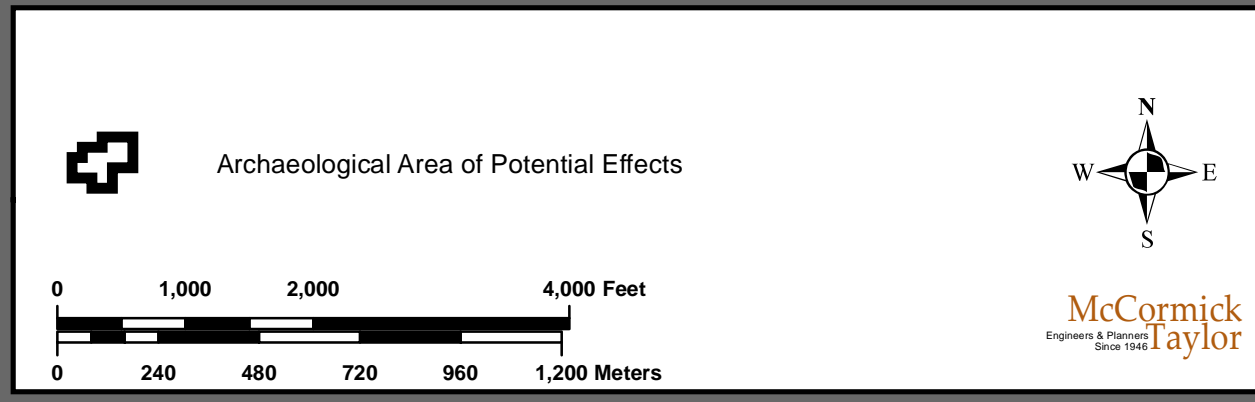 Archaeological Area of Potential Effects
0 1,000 2,000 4,000 Feet
0 240 480 720 960 1,200 Meters
N
W E
S
McCormick
Engineers & Planners
Since 1946
Taylor